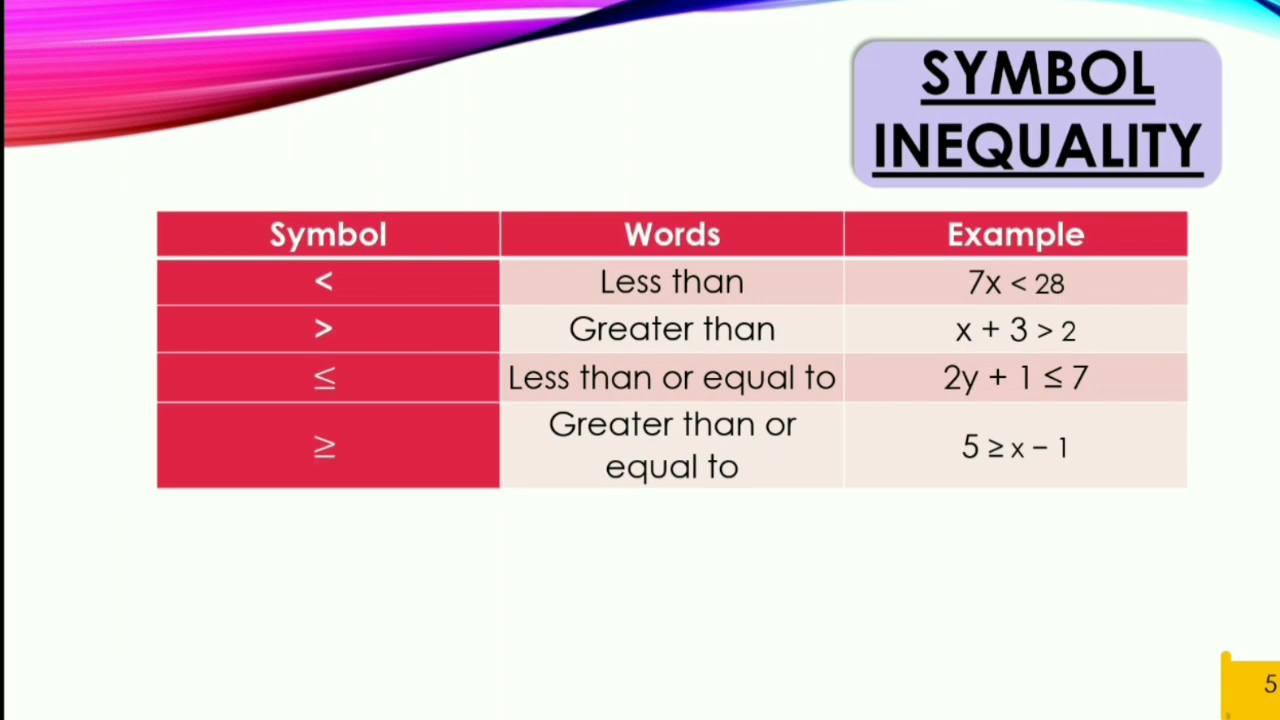 SYMBOL
INEQUALITY
Symbol Words Example
< Less than 7x < 28
> Greater than x + 3 > 2
≤ Less than or equal to 2y + 1 ≤ 7
≥ Greater than or equal to 5 ≥ x − 1
5